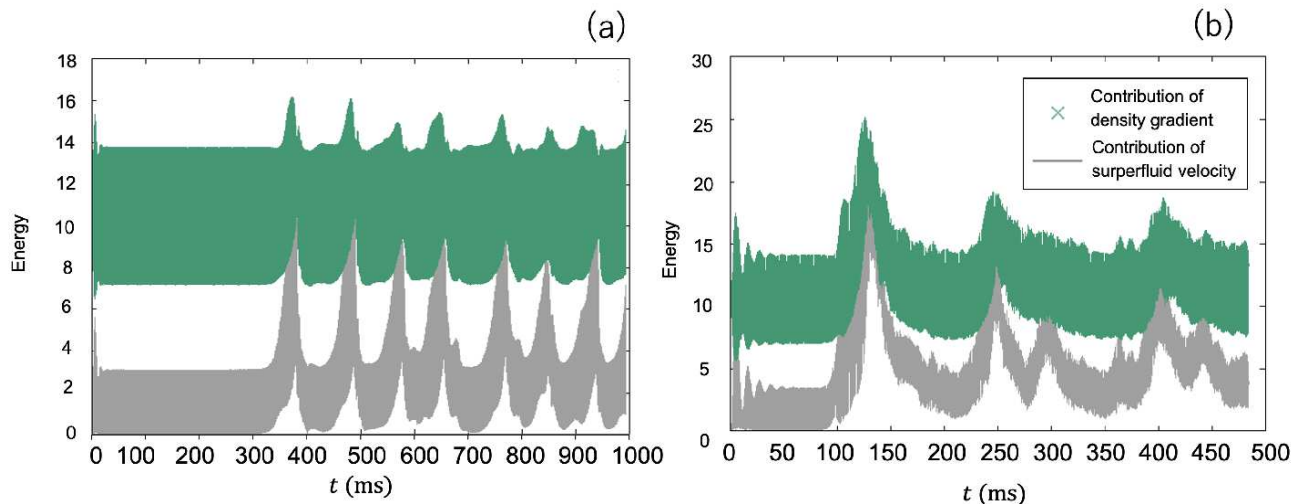 (a)
18
16
14
12
10
8
6
4
2
0
Energy
0 100 200 300 400 500 600 700 800 900 1000
t (ms)
(b)
30
25
20
15
10
5
0
Energy
Contribution of
density gradient
Contribution of
surperfluid velocity
0 50 100 150 200 250 300 350 400 450 500
t (ms)